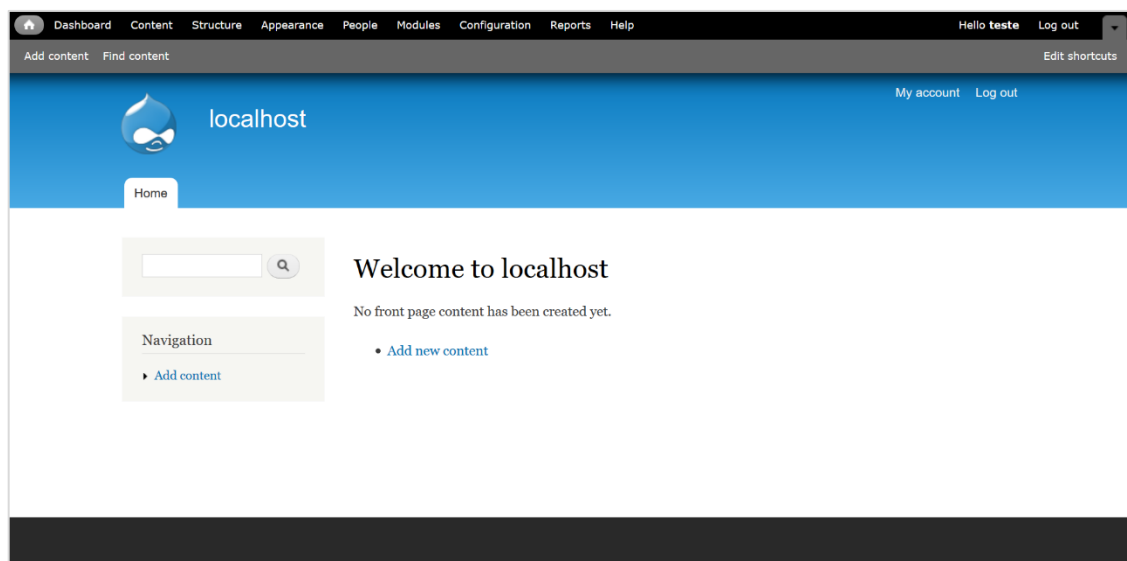 Dashboard Content Structure Appearance People Modules Configuration Reports Help Hello teste Log out
Add content Find content Edit shortcuts
My account Log out
localhost
Home
Welcome to localhost
No front page content has been created yet.
Navigation
Add new content
Add content